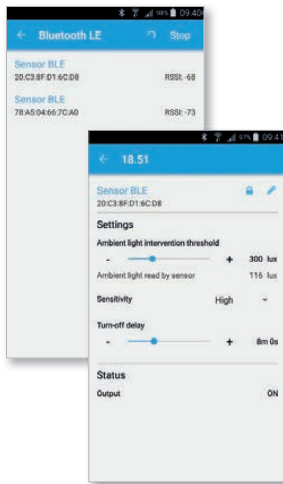 98% 09:40
Bluetooth LE Stop
Sensor BLE
20:C3:8F:D1:6C:D8 RSSI: -68
Sensor BLE
78:A5:04:66:7C:A0 RSSI: -73
97% 09:41
18.51
Sensor BLE
20:C3:8F:D1:6C:D8
Settings
Ambient light intervention threshold
- + 300 lux
Ambient light read by sensor 116 lux
Sensitivity High
Turn-off delay
- + 8m 0s
Status
Output ON